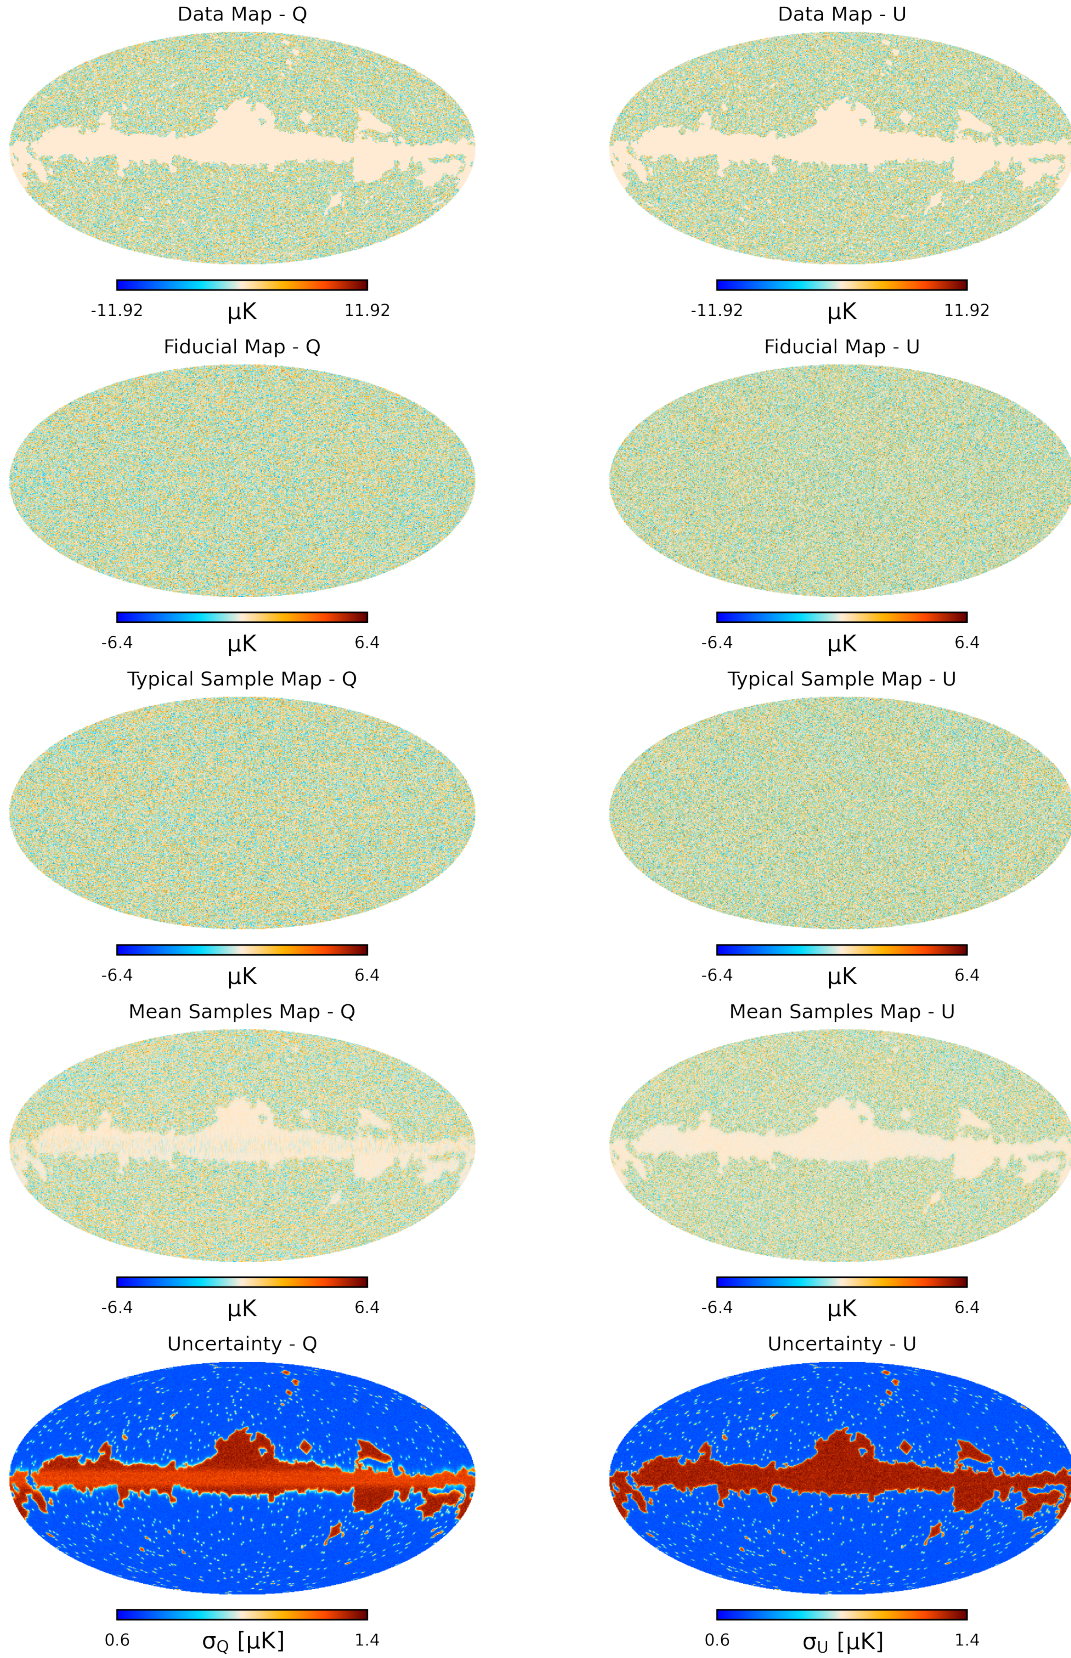 Data Map - Q
Data Map - U
-11.92 μK 11.92
-11.92 μK 11.92
Fiducial Map - Q
Fiducial Map - U
-6.4 μK 6.4
-6.4 μK 6.4
Typical Sample Map - Q
Typical Sample Map - U
-6.4 μK 6.4
-6.4 μK 6.4
Mean Samples Map - Q
Mean Samples Map - U
-6.4 μK 6.4
-6.4 μK 6.4
Uncertainty - Q
Uncertainty - U
0.6 σQ [μK] 1.4
0.6 σU [μK] 1.4